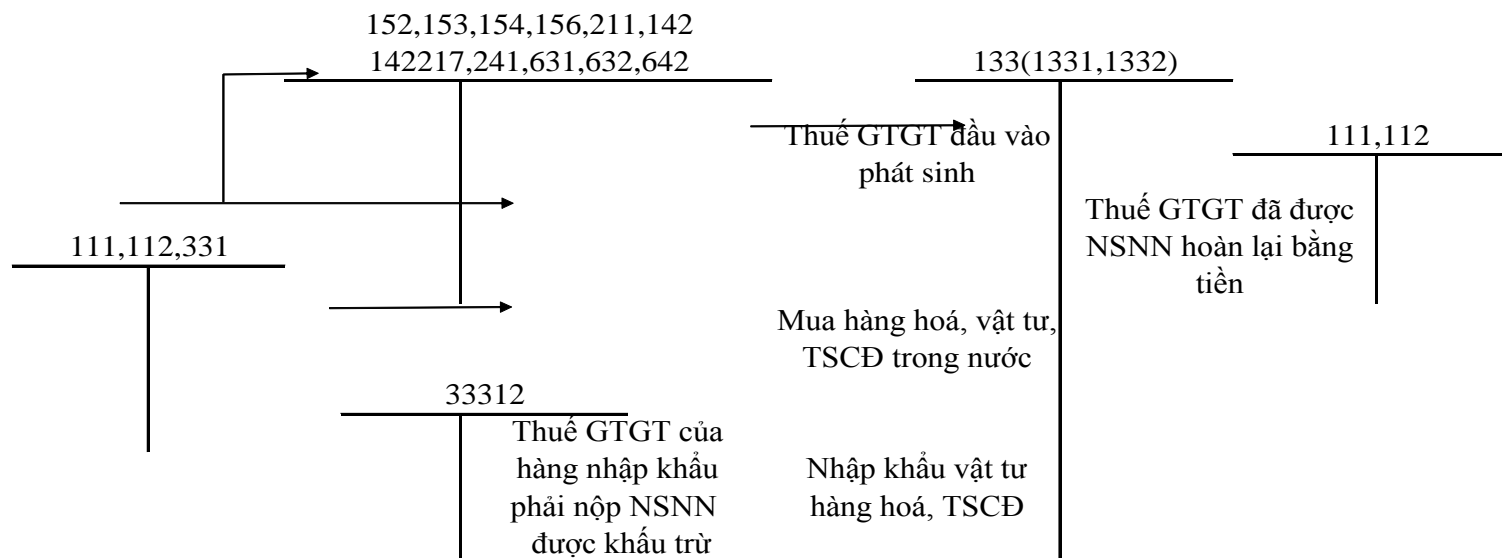 152,153,154,156,211,142
142217,241,631,632,642
133(1331,1332)
Thuế GTGT đầu vào
phát sinh
111,112
Thuế GTGT đã được
NSNN hoàn lại bằng
tiền
111,112,331
Mua hàng hoá, vật tư,
TSCĐ trong nước
33312
Thuế GTGT của
hàng nhập khẩu
phải nộp NSNN
được khấu trừ
Nhập khẩu vật tư
hàng hoá, TSCĐ